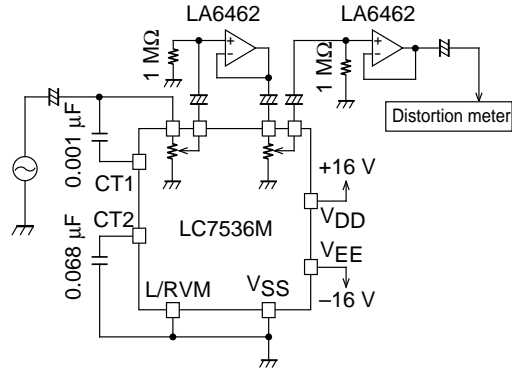 LA6462
LA6462
1 MΩ
1 MΩ
+
−
+
−
Distortion meter
0.001 µF
CT1
+16 V
VDD
CT2
LC7536M
0.068 µF
VEE
L/RVM
VSS
–16 V